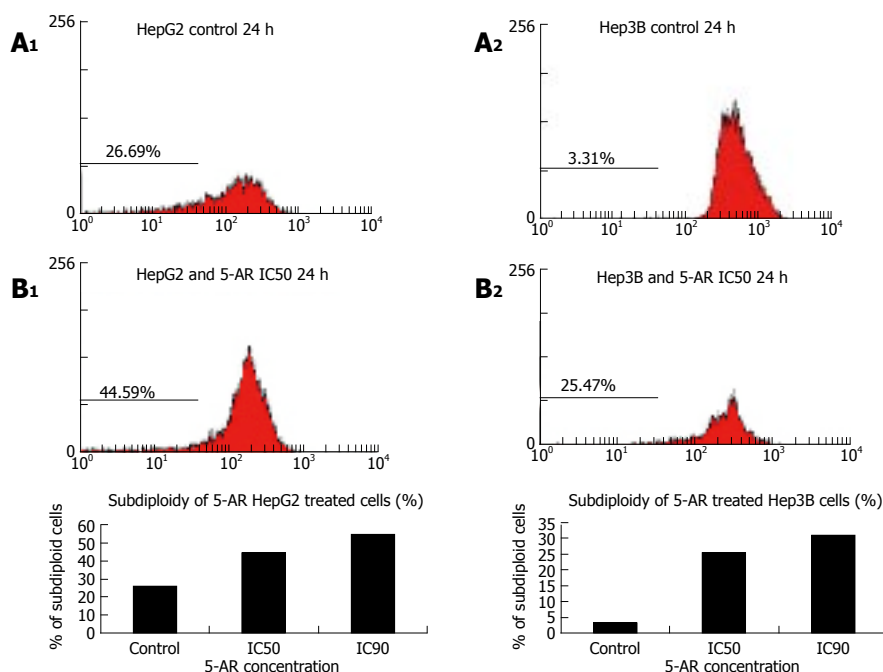 A1
HepG2 control 24 h
256
26.69%
0
10^0 10^1 10^2 10^3 10^4
A2
Hep3B control 24 h
256
3.31%
0
10^0 10^1 10^2 10^3 10^4
B1
HepG2 and 5-AR IC50 24 h
256
44.59%
0
10^0 10^1 10^2 10^3 10^4
B2
Hep3B and 5-AR IC50 24 h
256
25.47%
0
10^0 10^1 10^2 10^3 10^4
Subdiploidy of 5-AR HepG2 treated cells (%)
% of subdiploid cells
60
50
40
30
20
10
0
Control IC50 IC90
5-AR concentration
Subdiploidy of 5-AR treated Hep3B cells (%)
% of subdiploid cells
35
30
25
20
15
10
5
0
Control IC50 IC90
5-AR concentration